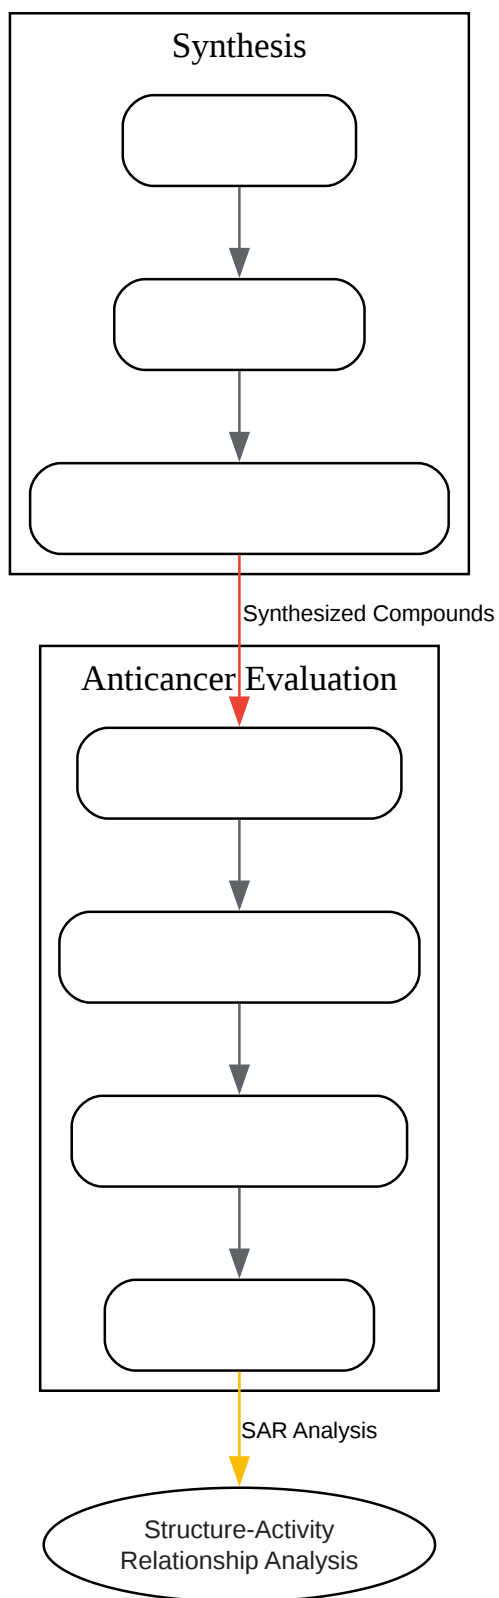 Synthesis
Synthesized Compounds
Anticancer Evaluation
SAR Analysis
Structure-Activity
Relationship Analysis